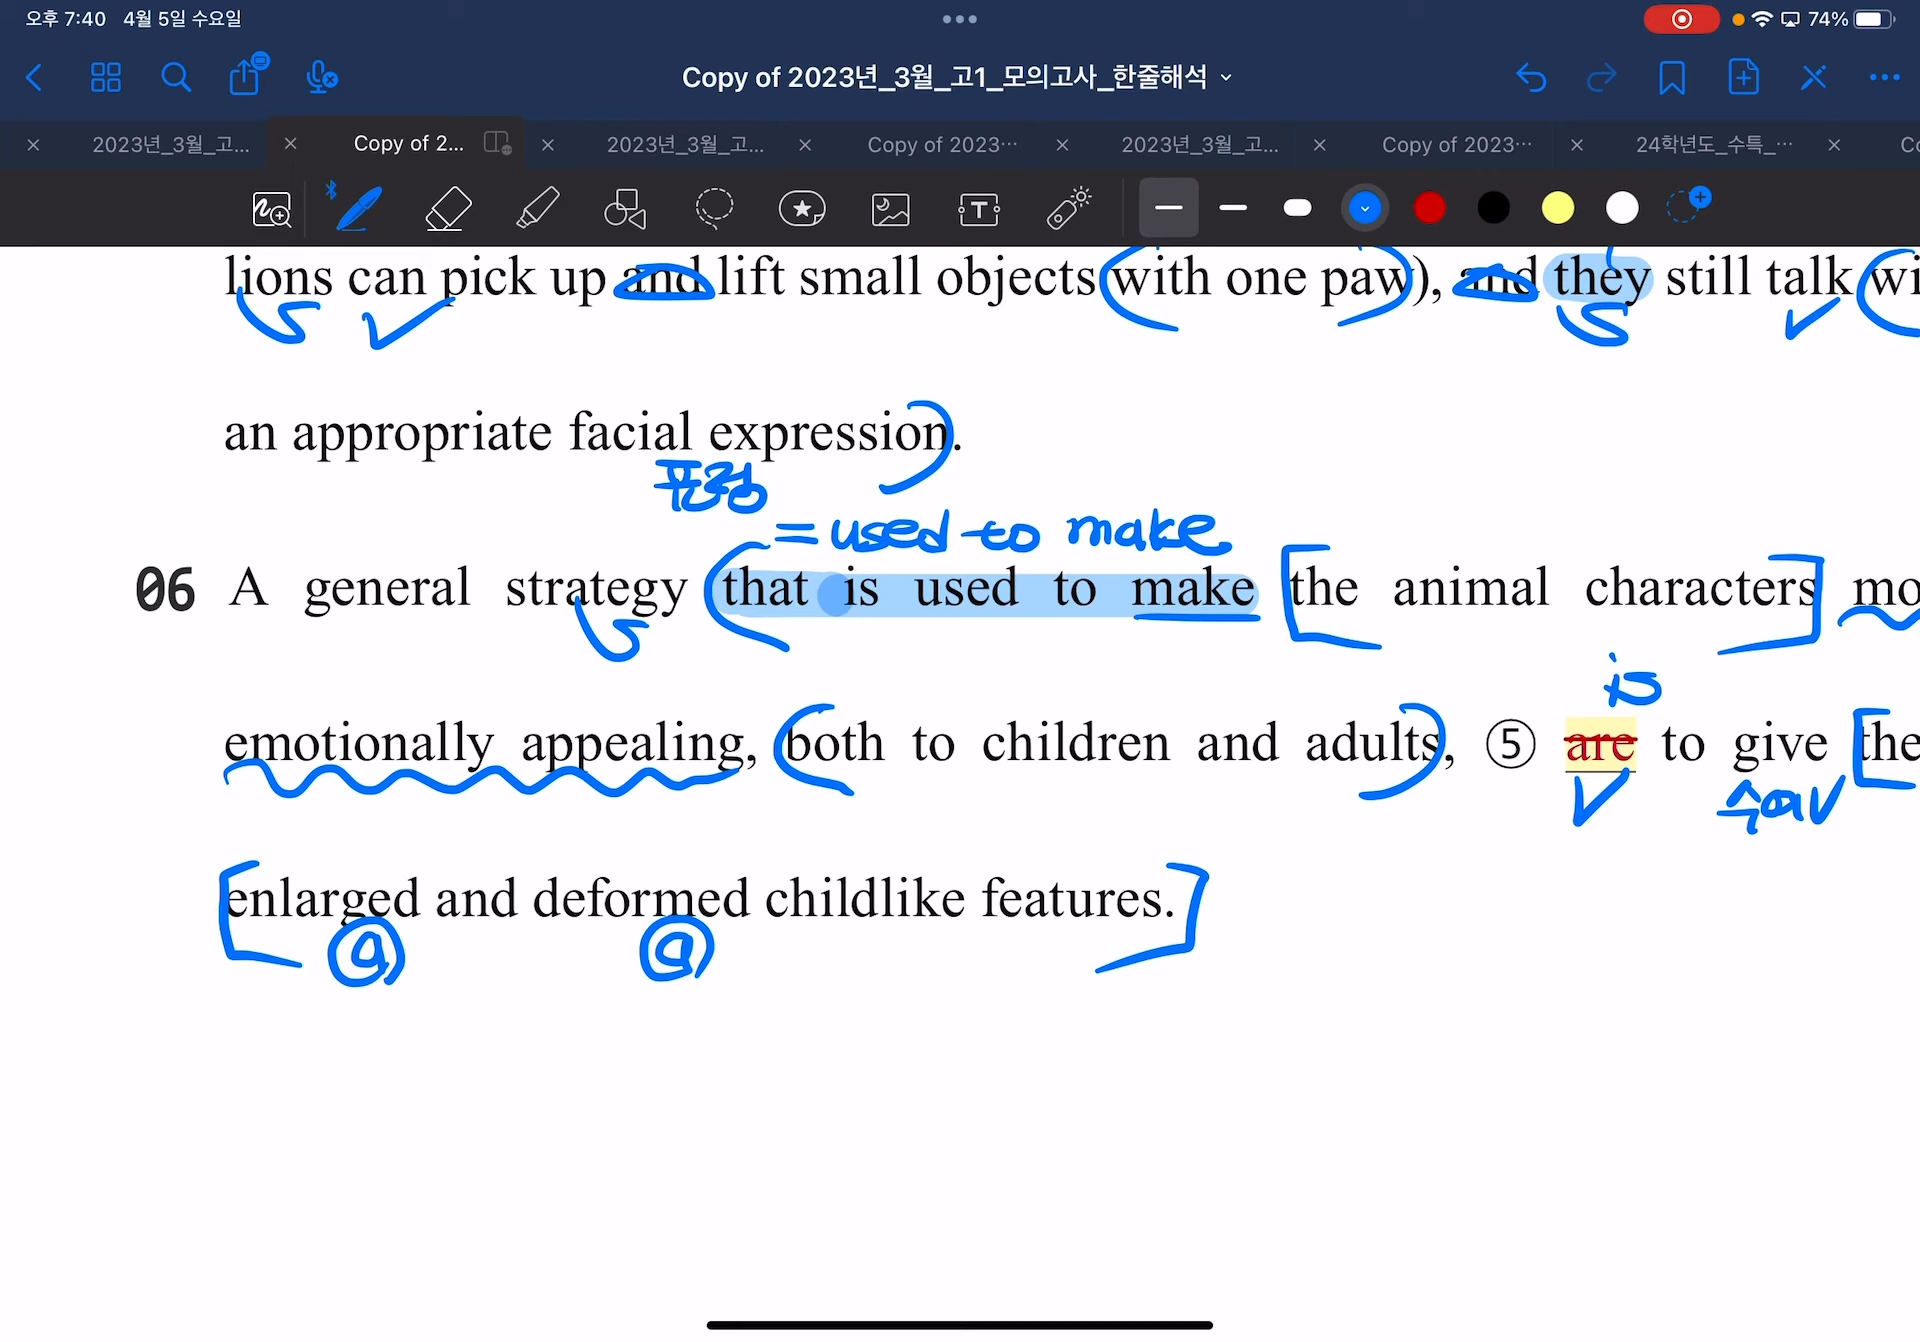 오후 7:40 4월 5일 수요일
74%
Copy of 2023년_3월_고1_모의고사_한줄해석
2023년_3월_고... Copy of 2... 2023년_3월_고... Copy of 2023... 2023년_3월_고... Copy of 2023... 24학년도_수특_... Co
lions can pick up and lift small objects (with one paw), and they still talk (wi
S V S V
an appropriate facial expression).
표정
= used to make
06 A general strategy (that is used to make [the animal characters] mo
S
is
emotionally appealing, (both to children and adults), ⑤ are to give [the
V 수여V
[enlarged and deformed childlike features.]
ⓐ ⓐ